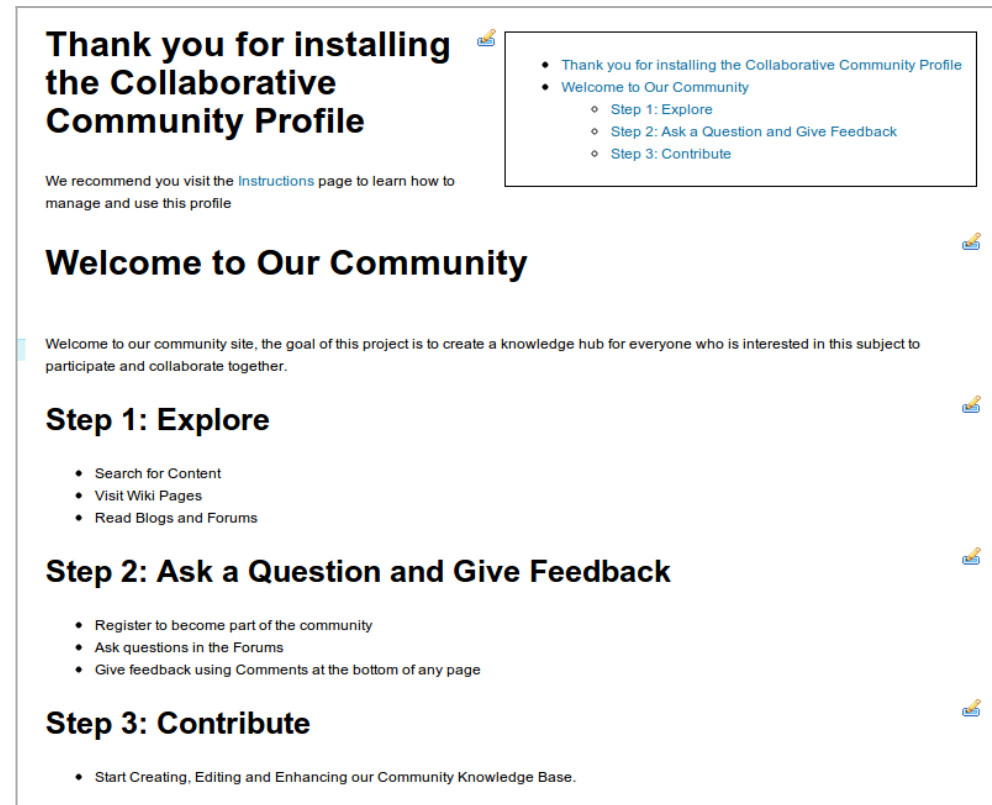 Thank you for installing
the Collaborative
Community Profile
Thank you for installing the Collaborative Community Profile
Welcome to Our Community
Step 1: Explore
Step 2: Ask a Question and Give Feedback
Step 3: Contribute
We recommend you visit the Instructions page to learn how to
manage and use this profile
Welcome to Our Community
Welcome to our community site, the goal of this project is to create a knowledge hub for everyone who is interested in this subject to
participate and collaborate together.
Step 1: Explore
Search for Content
Visit Wiki Pages
Read Blogs and Forums
Step 2: Ask a Question and Give Feedback
Register to become part of the community
Ask questions in the Forums
Give feedback using Comments at the bottom of any page
Step 3: Contribute
Start Creating, Editing and Enhancing our Community Knowledge Base.